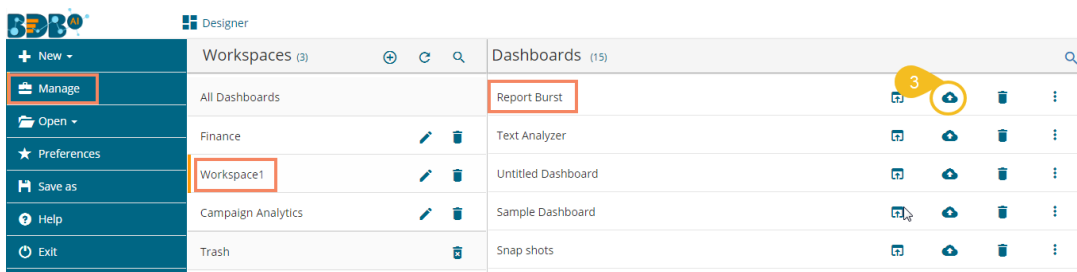 BDB AI
Designer
New
Workspaces (3)
Dashboards (15)
Manage
All Dashboards
Report Burst
3
Open
Finance
Text Analyzer
Preferences
Workspace1
Untitled Dashboard
Save as
Campaign Analytics
Sample Dashboard
Help
Trash
Snap shots
Exit